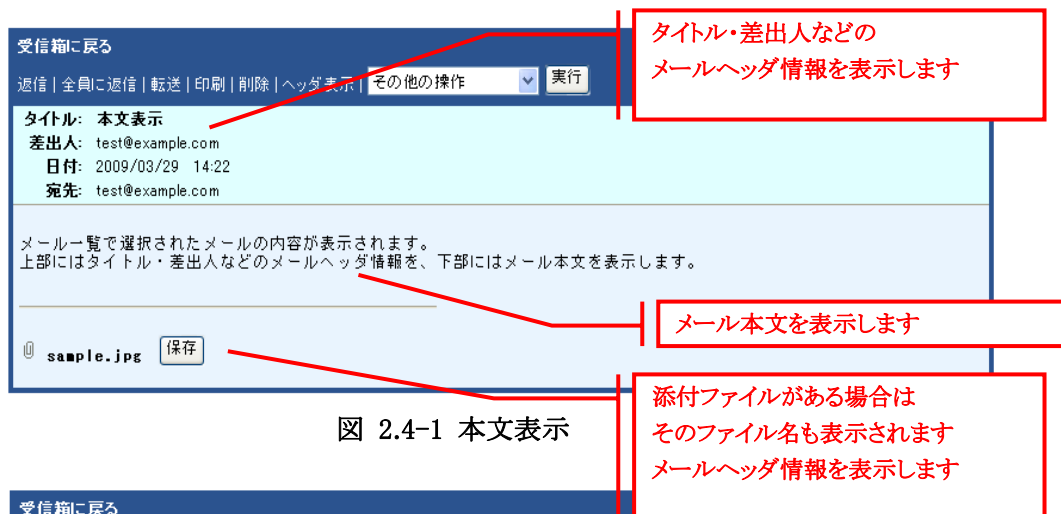 受信箱に戻る
返信 | 全員に返信 | 転送 | 印刷 | 削除 | ヘッダ表示 | その他の操作 実行
タイトル: 本文表示
差出人: test@example.com
日付: 2009/03/29 14:22
宛先: test@example.com
メール一覧で選択されたメールの内容が表示されます。
上部にはタイトル・差出人などのメールヘッダ情報を、下部にはメール本文を表示します。
sample.jpg 保存
タイトル・差出人などの
メールヘッダ情報を表示します
メール本文を表示します
添付ファイルがある場合は
そのファイル名も表示されます
メールヘッダ情報を表示します
図 2.4-1 本文表示
受信箱に戻る